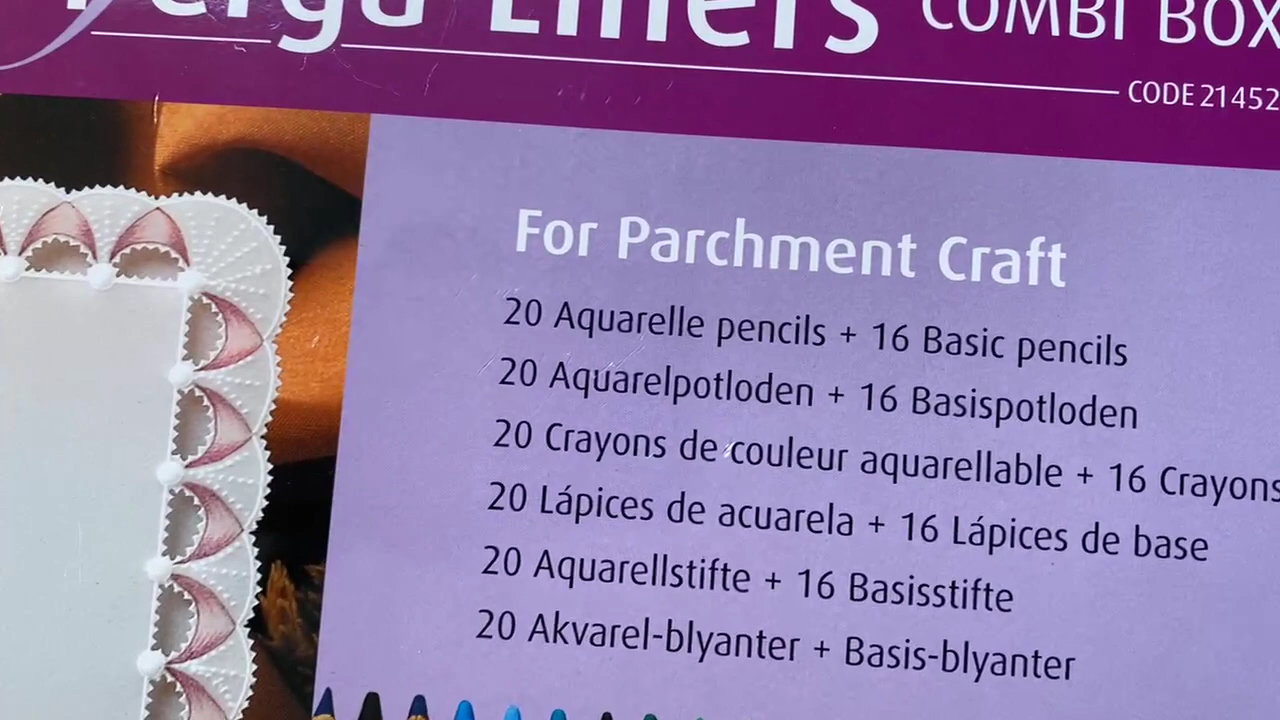 Perga Liners COMBI BOX
CODE 21452
For Parchment Craft
20 Aquarelle pencils + 16 Basic pencils
20 Aquarelpotloden + 16 Basispotloden
20 Crayons de couleur aquarellable + 16 Crayons
20 Lápices de acuarela + 16 Lápices de base
20 Aquarellstifte + 16 Basisstifte
20 Akvarel-blyanter + Basis-blyanter